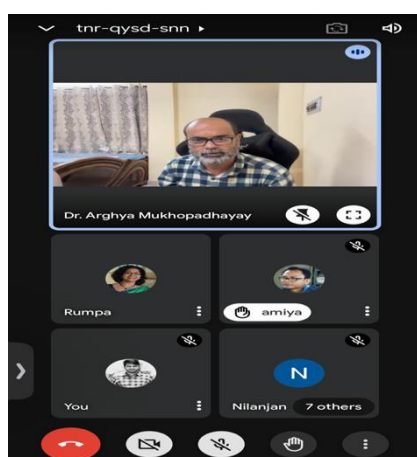 tnr-qysd-snn
Dr. Arghya Mukhopadhayay
Rumpa
amiya
You
N
Nilanjan 7 others